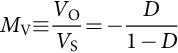 M_V ≡ V_O / V_S = − D / (1 − D)